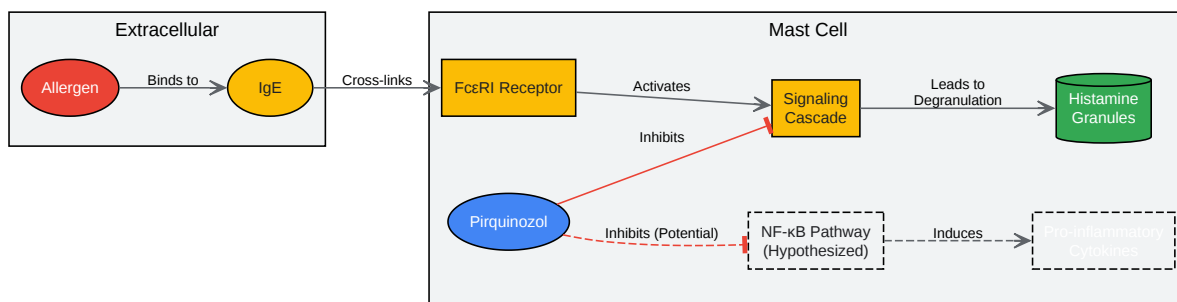 Extracellular
Mast Cell
Allergen
Binds to
IgE
Cross-links
FcεRI Receptor
Activates
Signaling
Cascade
Leads to
Degranulation
Histamine
Granules
Inhibits
Pirquinozol
Inhibits (Potential)
NF-κB Pathway
(Hypothesized)
Induces
Pro-inflammatory
Cytokines